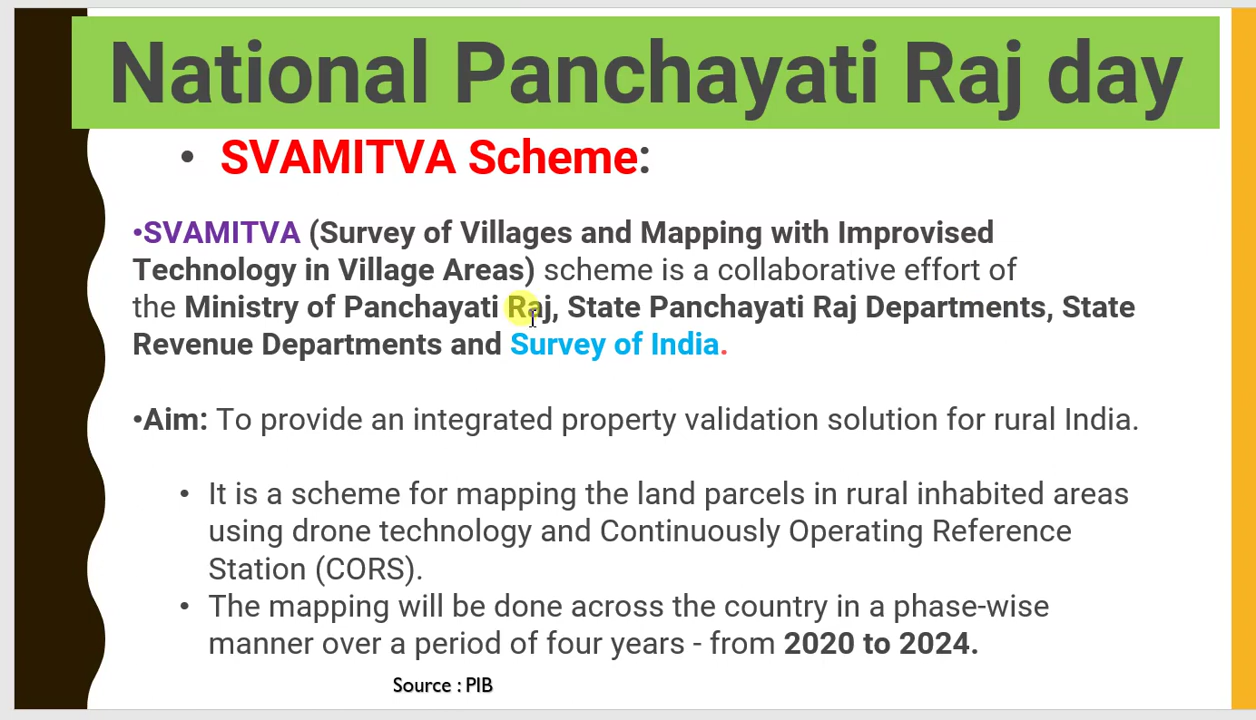 National Panchayati Raj day
• SVAMITVA Scheme:
•SVAMITVA (Survey of Villages and Mapping with Improvised
Technology in Village Areas) scheme is a collaborative effort of
the Ministry of Panchayati Raj, State Panchayati Raj Departments, State
Revenue Departments and Survey of India.
•Aim: To provide an integrated property validation solution for rural India.
• It is a scheme for mapping the land parcels in rural inhabited areas
using drone technology and Continuously Operating Reference
Station (CORS).
• The mapping will be done across the country in a phase-wise
manner over a period of four years - from 2020 to 2024.
Source : PIB